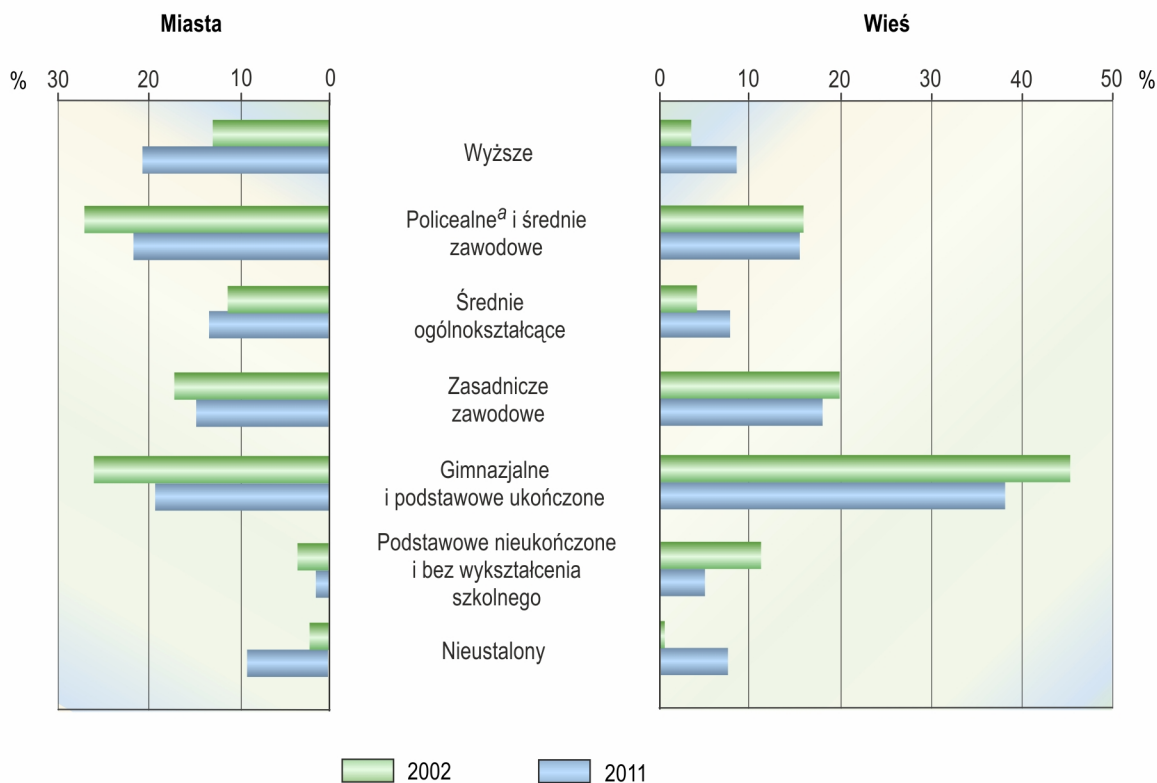 Miasta
Wieś
% 30 20 10 0
0 10 20 30 40 50 %
Wyższe
Policealneᵃ i średnie
zawodowe
Średnie
ogólnokształcące
Zasadnicze
zawodowe
Gimnazjalne
i podstawowe ukończone
Podstawowe nieukończone
i bez wykształcenia
szkolnego
Nieustalony
2002
2011